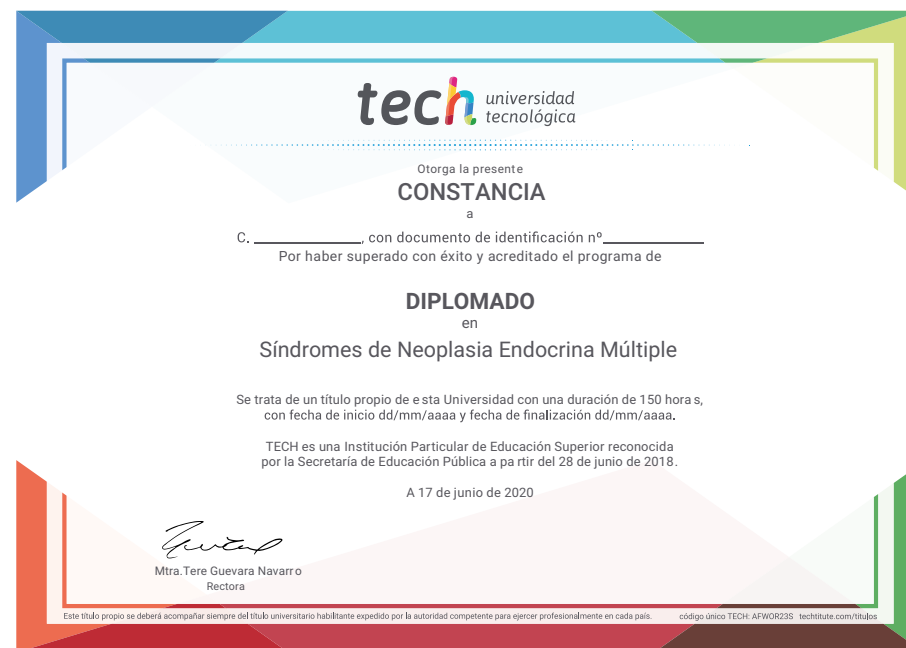 tech universidad
tecnológica
Otorga la presente
CONSTANCIA
a
C. ____________, con documento de identificación nº____________
Por haber superado con éxito y acreditado el programa de
DIPLOMADO
en
Síndromes de Neoplasia Endocrina Múltiple
Se trata de un título propio de esta Universidad con una duración de 150 horas,
con fecha de inicio dd/mm/aaaa y fecha de finalización dd/mm/aaaa.
TECH es una Institución Particular de Educación Superior reconocida
por la Secretaría de Educación Pública a partir del 28 de junio de 2018.
A 17 de junio de 2020
Mtra.Tere Guevara Navarro
Rectora
Este título propio se deberá acompañar siempre del título universitario habilitante expedido por la autoridad competente para ejercer profesionalmente en cada país. código único TECH: AFWOR23S techtitute.com/titulos